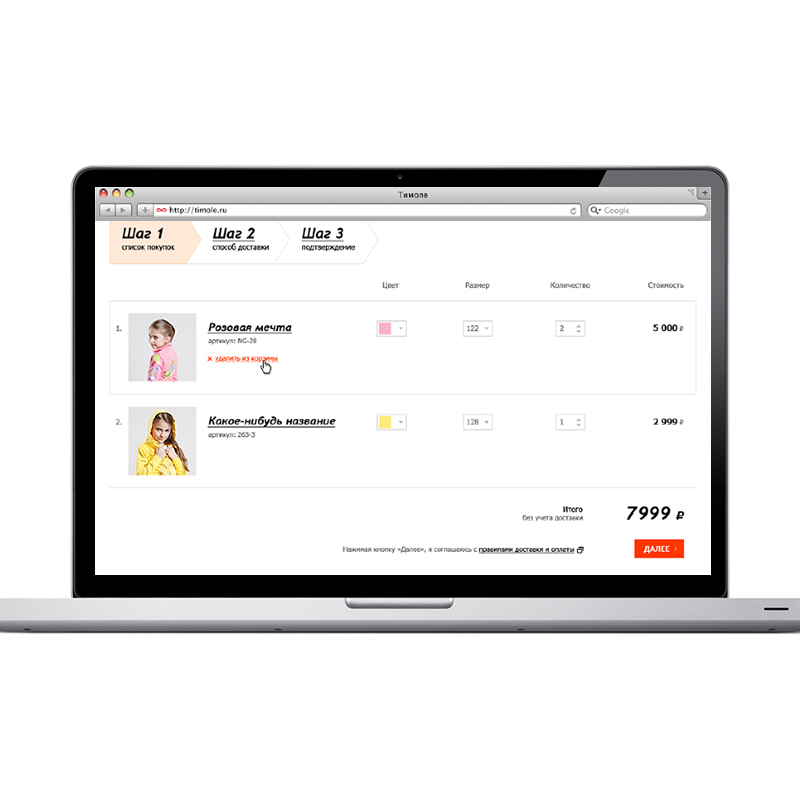 Тимоле
http://timole.ru
Google
Шаг 1
список покупок
Шаг 2
способ доставки
Шаг 3
подтверждение
Цвет
Размер
Количество
Стоимость
1.
Розовая мечта
артикул: NG-28
× удалить из корзины
122
2
5 000 ₽
2.
Какое-нибудь название
артикул: 263-3
128
1
2 999 ₽
Итого
без учета доставки
7999 ₽
Нажимая кнопку «Далее», я соглашаюсь с правилами доставки и оплаты
ДАЛЕЕ ›